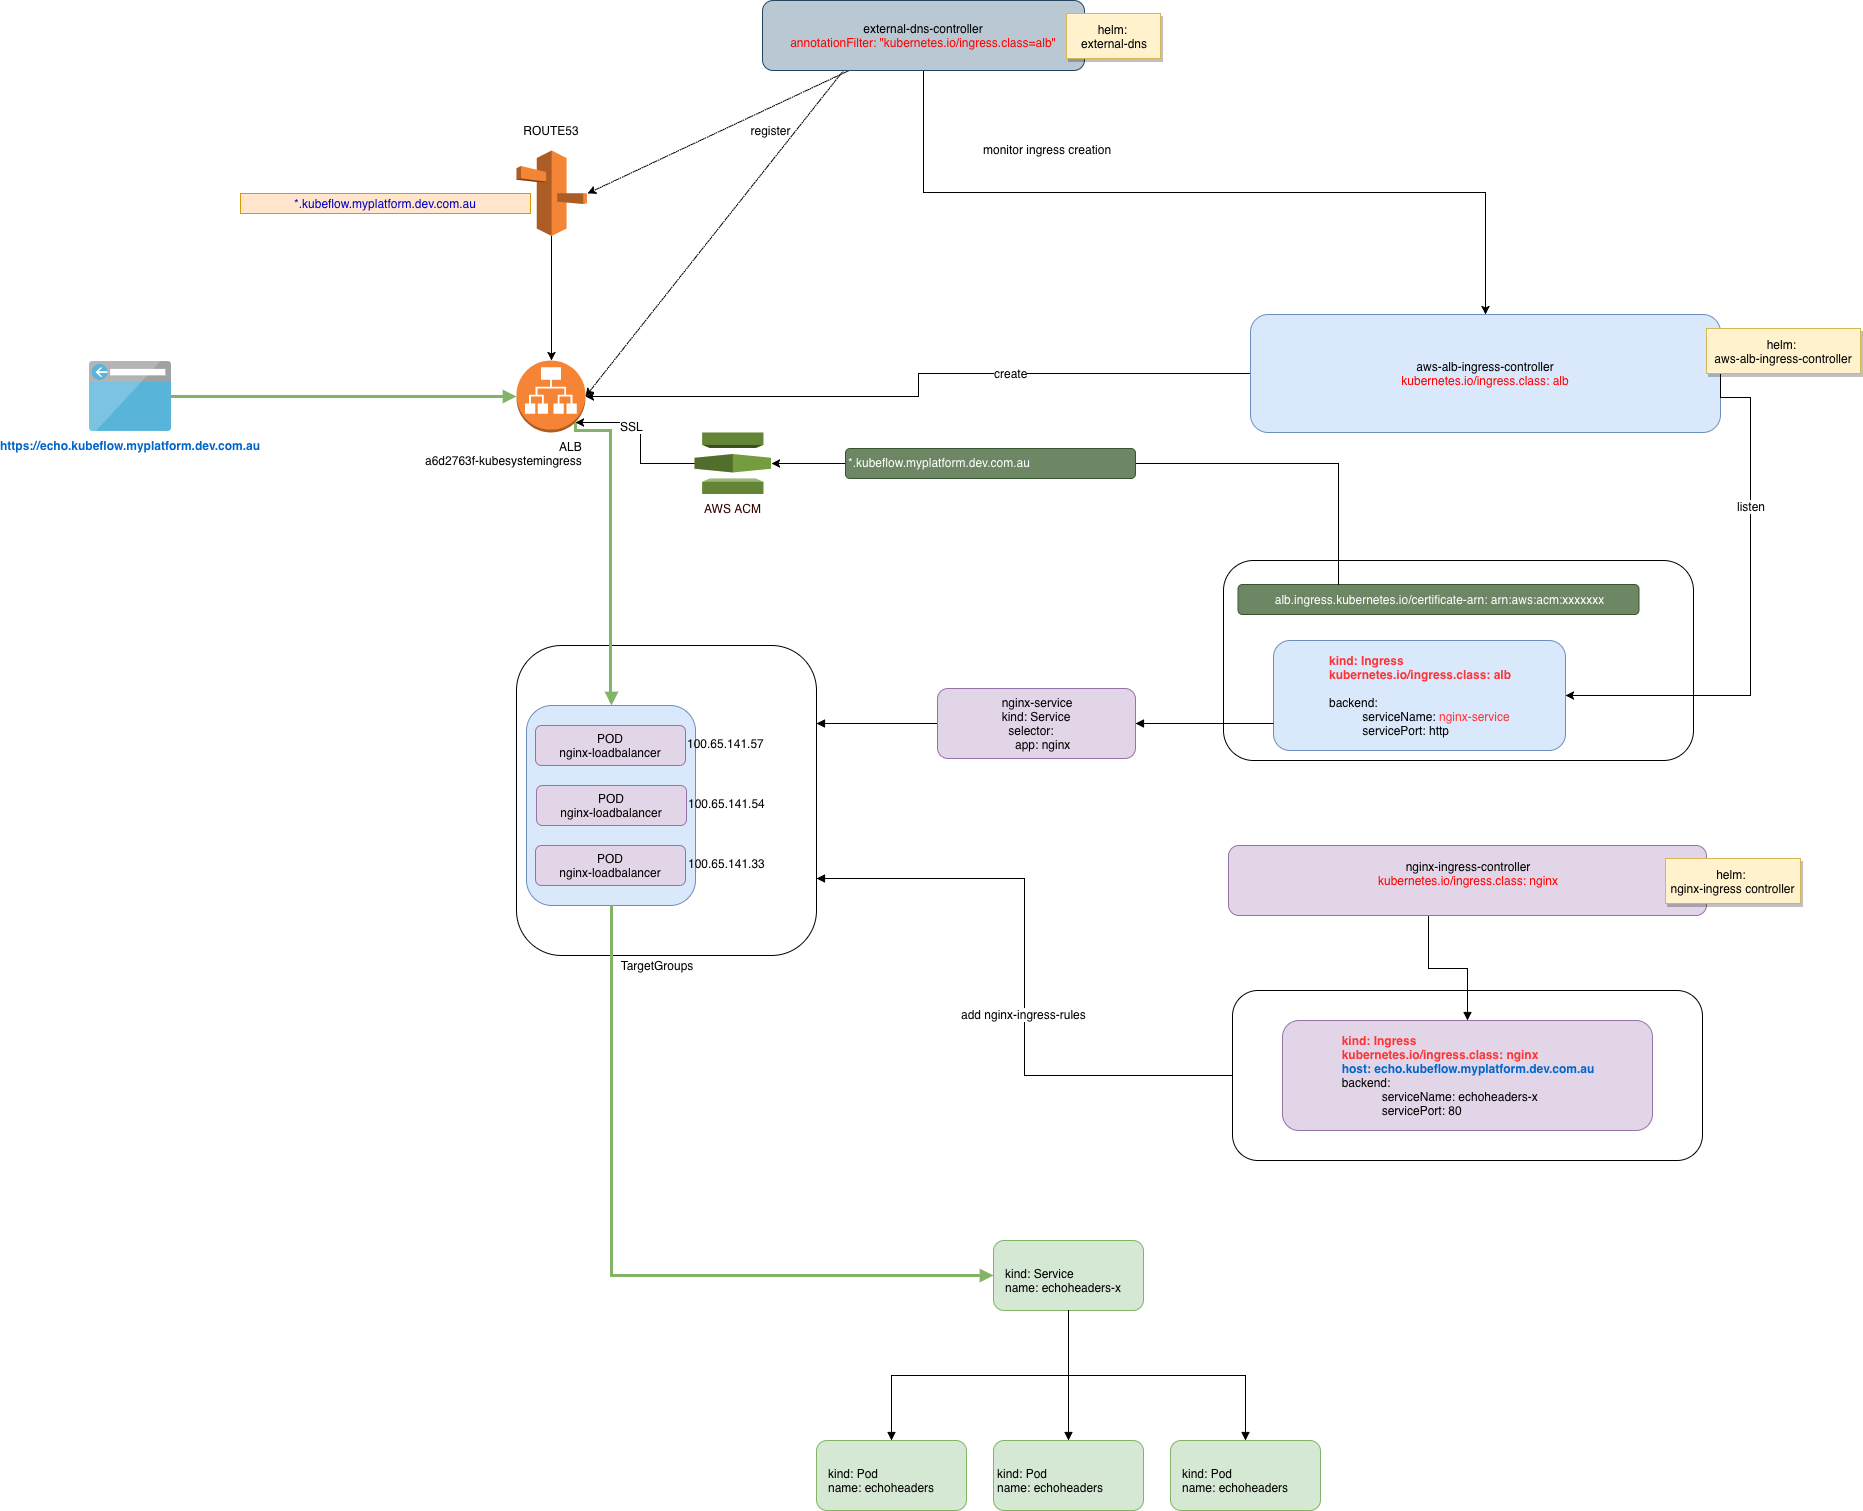 external-dns-controller
annotationFilter: "kubernetes.io/ingress.class=alb"
helm:
external-dns
ROUTE53
register
monitor ingress creation
*.kubeflow.myplatform.dev.com.au
helm:
aws-alb-ingress-controller
aws-alb-ingress-controller
kubernetes.io/ingress.class: alb
create
https://echo.kubeflow.myplatform.dev.com.au
SSL
ALB
a6d2763f-kubesystemingress
*.kubeflow.myplatform.dev.com.au
AWS ACM
listen
alb.ingress.kubernetes.io/certificate-arn: arn:aws:acm:xxxxxxx
kind: Ingress
kubernetes.io/ingress.class: alb
backend:
serviceName: nginx-service
servicePort: http
nginx-service
kind: Service
selector:
app: nginx
POD
nginx-loadbalancer
100.65.141.57
POD
nginx-loadbalancer
100.65.141.54
POD
nginx-loadbalancer
100.65.141.33
TargetGroups
nginx-ingress-controller
kubernetes.io/ingress.class: nginx
helm:
nginx-ingress controller
add nginx-ingress-rules
kind: Ingress
kubernetes.io/ingress.class: nginx
host: echo.kubeflow.myplatform.dev.com.au
backend:
serviceName: echoheaders-x
servicePort: 80
kind: Service
name: echoheaders-x
kind: Pod
name: echoheaders
kind: Pod
name: echoheaders
kind: Pod
name: echoheaders